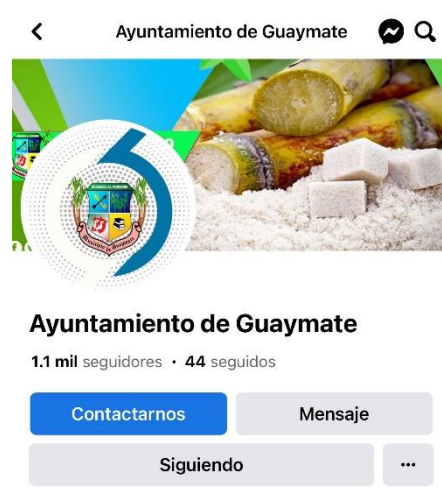 Ayuntamiento de Guaymate
Ayuntamiento de Guaymate
1.1 mil seguidores • 44 seguidos
Contactarnos
Mensaje
Siguiendo